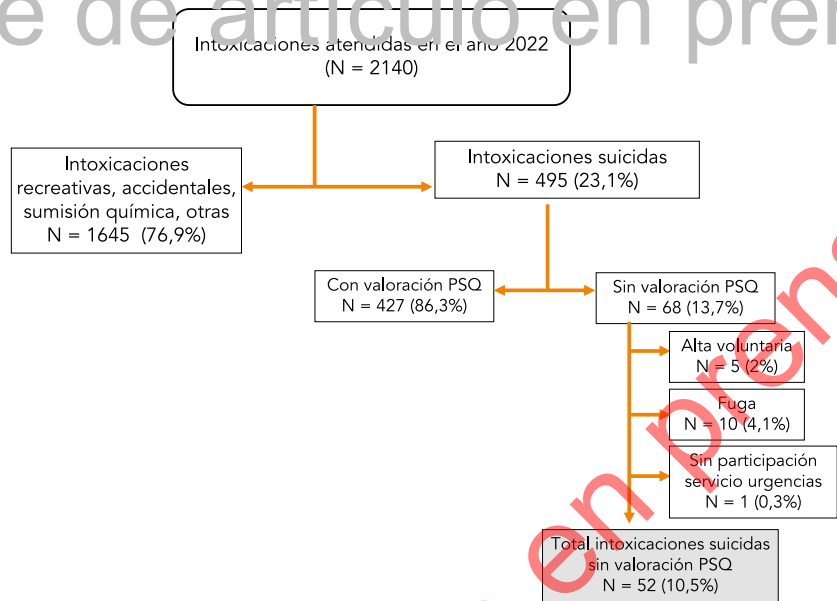 e de artículo en pren
Intoxicaciones atendidas en el año 2022
(N = 2140)
Intoxicaciones
recreativas, accidentales,
sumisión química, otras
N = 1645 (76,9%)
Intoxicaciones suicidas
N = 495 (23,1%)
Con valoración PSQ
N = 427 (86,3%)
Sin valoración PSQ
N = 68 (13,7%)
Alta voluntaria
N = 5 (2%)
Fuga
N = 10 (4,1%)
Sin participación
servicio urgencias
N = 1 (0,3%)
Total intoxicaciones suicidas
sin valoración PSQ
N = 52 (10,5%)
en prens